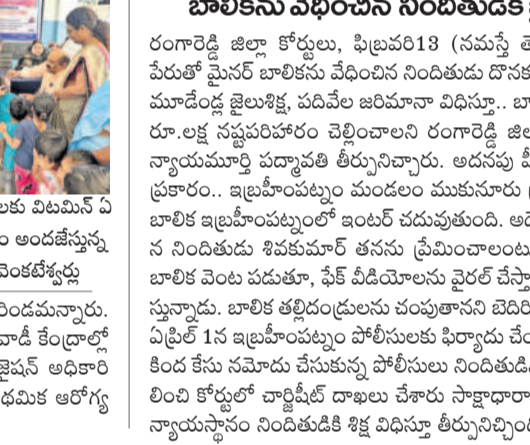 బాలికను వేధించిన నిందితుడికి
రంగారెడ్డి జిల్లా కోర్టులు, ఫిబ్రవరి13 (నమస్తే
పేరుతో మైనర్ బాలికను వేధించిన నిందితుడు దొనక
మూడేండ్ల జైలుశిక్ష, పదివేల జరిమానా విధిస్తూ.. బా
రూ.లక్ష నష్టపరిహారం చెల్లించాలని రంగారెడ్డి జిల
న్యాయమూర్తి పద్మావతి తీర్పునిచ్చారు. అదనపు పీ
ప్రకారం.. ఇబ్రహీంపట్నం మండలం ముకునూరు
బాలిక ఇబ్రహీంపట్నంలో ఇంటర్ చదువుతుంది. అదే
న నిందితుడు శివకుమార్ తనను ప్రేమించాలంటు
బాలిక వెంట పడుతూ, ఫేక్ వీడియోలను వైరల్ చేస్తా
స్తున్నాడు. బాలిక తల్లిదండ్రులను చంపుతానని బెదిరి
ఏప్రిల్ 1న ఇబ్రహీంపట్నం పోలీసులకు ఫిర్యాదు చే
కింద కేసు నమోదు చేసుకున్న పోలీసులు నిందితుడి
లించి కోర్టులో చార్జిషీట్ దాఖలు చేశారు సాక్షాధారా
న్యాయస్థానం నిందితుడికి శిక్ష విధిస్తూ తీర్పునిచ్చింద
లకు విటమిన్ ఏ
ం అందజేస్తున్న
వెంకటేశ్వర్లు
రిండమన్నారు.
వాడీ కేంద్రాల్లో
జైషన్ అధికారి
థమిక ఆరోగ్య